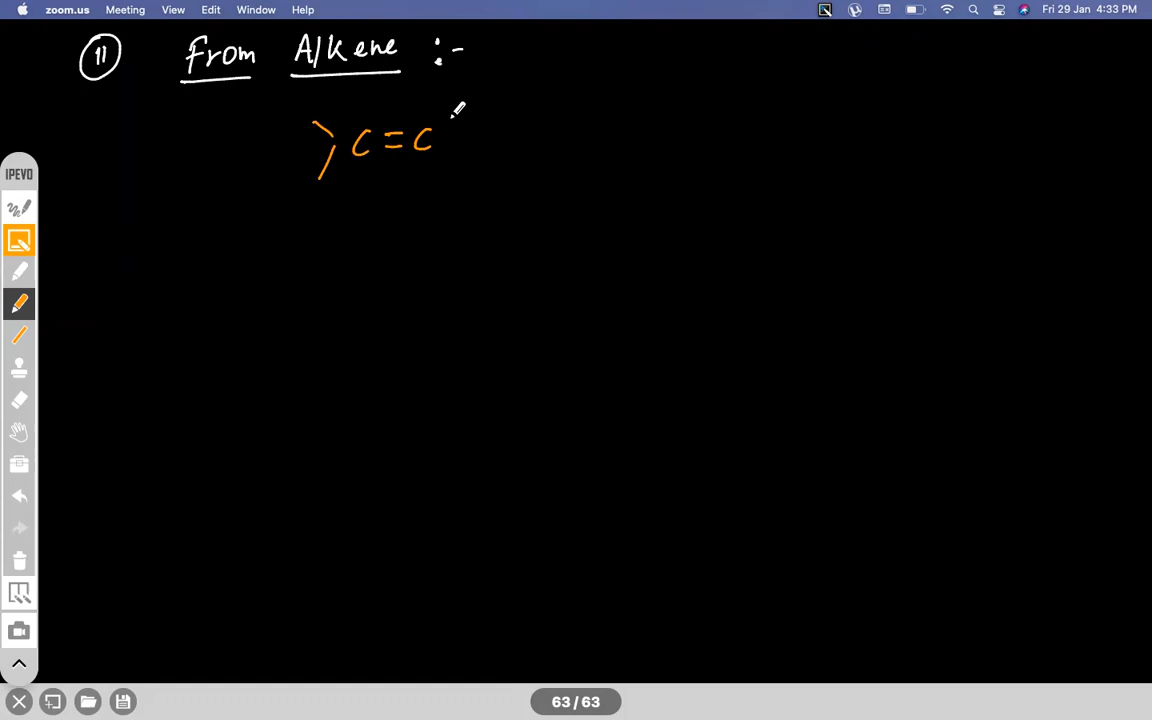 zoom.us Meeting View Edit Window Help Fri 29 Jan 4:33 PM
11 From Alkene :-
C = C
IPEVO
63/63